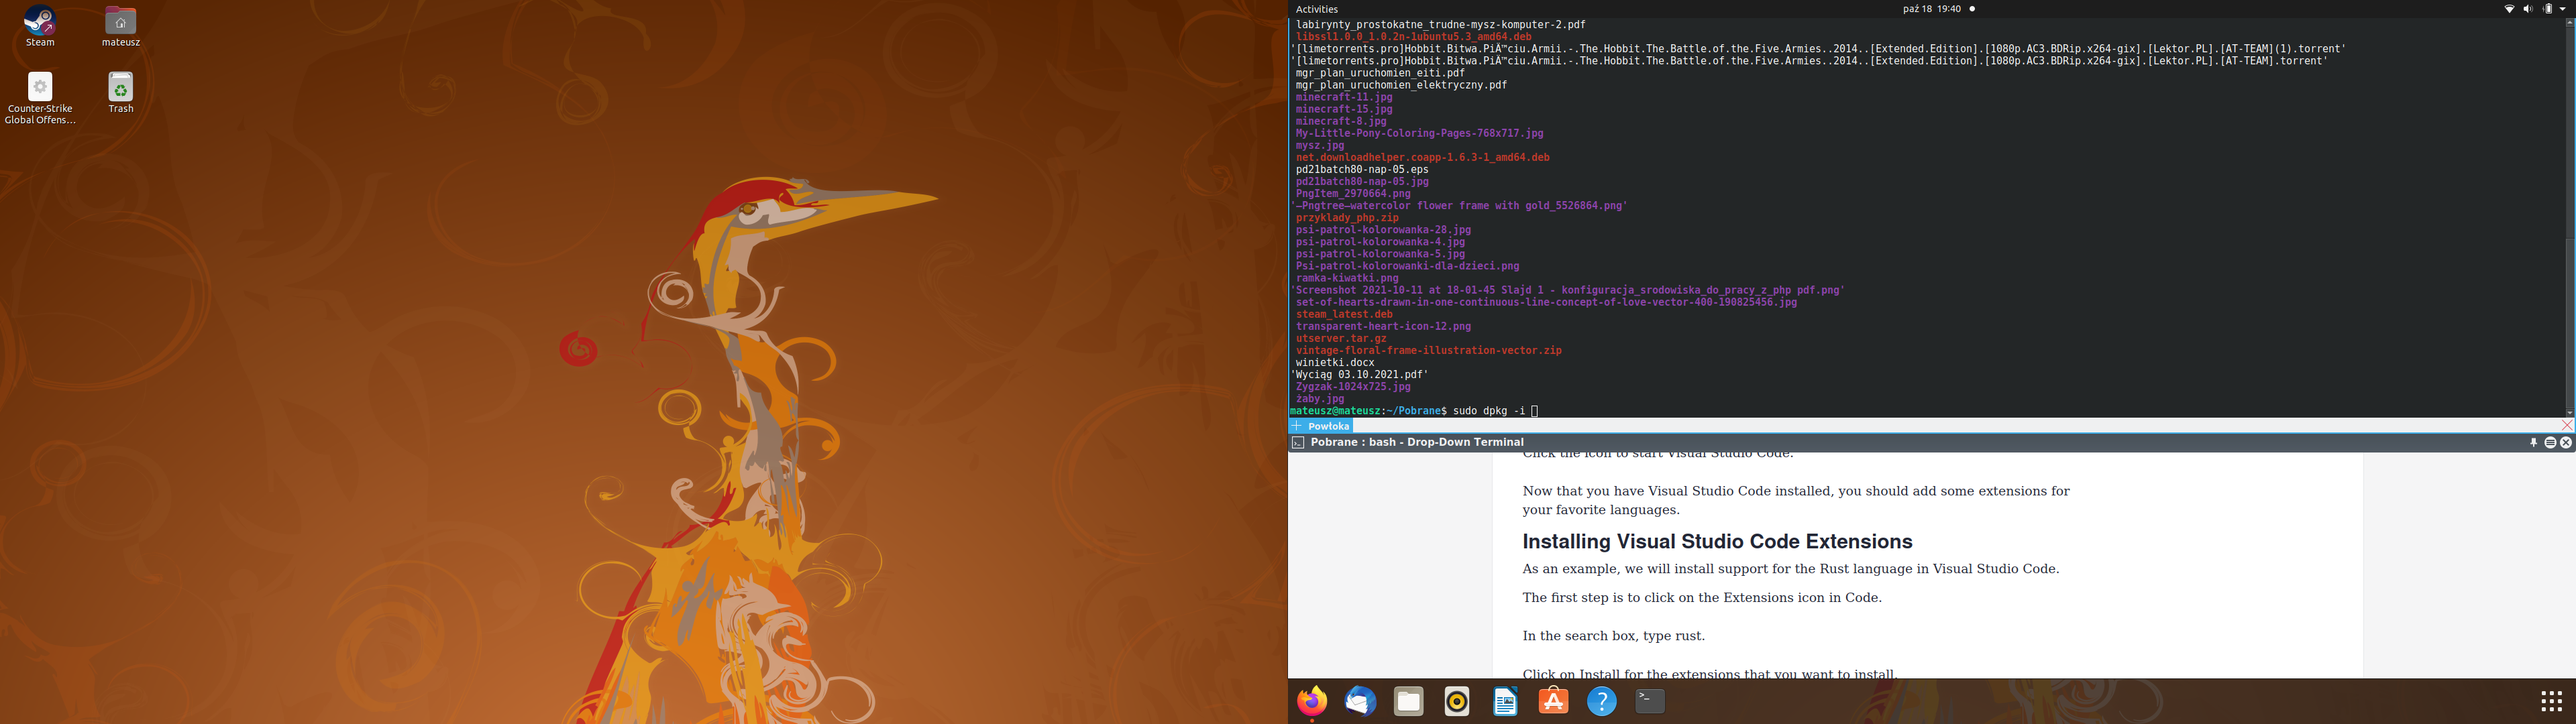 Steam
mateusz
Counter-Strike
Global Offens...
Trash
Activities
paź 18 19:40
labirynty_prostokatne_trudne-mysz-komputer-2.pdf
libssl1.0.0_1.0.2n-1ubuntu5.3_amd64.deb
'[limetorrents.pro]Hobbit.Bitwa.PiÄ™ciu.Armii.-.The.Hobbit.The.Battle.of.the.Five.Armies..2014..[Extended.Edition].[1080p.AC3.BDRip.x264-gix].[Lektor.PL].[AT-TEAM](1).torrent'
'[limetorrents.pro]Hobbit.Bitwa.PiÄ™ciu.Armii.-.The.Hobbit.The.Battle.of.the.Five.Armies..2014..[Extended.Edition].[1080p.AC3.BDRip.x264-gix].[Lektor.PL].[AT-TEAM].torrent'
mgr_plan_uruchomien_eiti.pdf
mgr_plan_uruchomien_elektryczny.pdf
minecraft-11.jpg
minecraft-15.jpg
minecraft-8.jpg
My-Little-Pony-Coloring-Pages-768x717.jpg
mysz.jpg
net.downloadhelper.coapp-1.6.3-1_amd64.deb
pd21batch80-nap-05.eps
pd21batch80-nap-05.jpg
PngItem_2970664.png
'—Pngtree—watercolor flower frame with gold_5526864.png'
przyklady_php.zip
psi-patrol-kolorowanka-28.jpg
psi-patrol-kolorowanka-4.jpg
psi-patrol-kolorowanka-5.jpg
Psi-patrol-kolorowanki-dla-dzieci.png
ramka-kiwatki.png
'Screenshot 2021-10-11 at 18-01-45 Slajd 1 - konfiguracja_srodowiska_do_pracy_z_php pdf.png'
set-of-hearts-drawn-in-one-continuous-line-concept-of-love-vector-400-190825456.jpg
steam_latest.deb
transparent-heart-icon-12.png
utserver.tar.gz
vintage-floral-frame-illustration-vector.zip
winietki.docx
'Wyciąg 03.10.2021.pdf'
Zygzak-1024x725.jpg
żaby.jpg
mateusz@mateusz:~/Pobrane$ sudo dpkg -i
Powłoka
Pobrane : bash - Drop-Down Terminal
Click the icon to start Visual Studio Code.
Now that you have Visual Studio Code installed, you should add some extensions for
your favorite languages.
Installing Visual Studio Code Extensions
As an example, we will install support for the Rust language in Visual Studio Code.
The first step is to click on the Extensions icon in Code.
In the search box, type rust.
Click on Install for the extensions that you want to install.